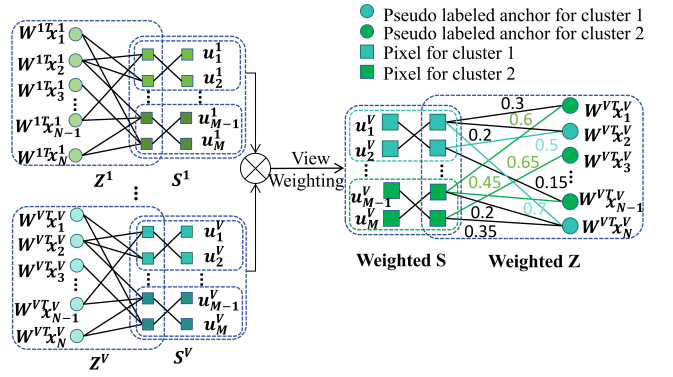 Pseudo labeled anchor for cluster 1
Pseudo labeled anchor for cluster 2
Pixel for cluster 1
Pixel for cluster 2
W^{1T}x_1^1
W^{1T}x_2^1
W^{1T}x_3^1
W^{1T}x_{N-1}^1
W^{1T}x_N^1
u_1^1
u_2^1
u_{M-1}^1
u_M^1
Z^1
S^1
W^{VT}x_1^V
W^{VT}x_2^V
W^{VT}x_3^V
W^{VT}x_{N-1}^V
W^{VT}x_N^V
u_1^V
u_2^V
u_{M-1}^V
u_M^V
Z^V
S^V
View
Weighting
u_1^V
u_2^V
u_{M-1}^V
u_M^V
0.3
0.6
0.2
0.5
0.65
0.45
0.15
0.7
0.2
0.35
W^{VT}x_1^V
W^{VT}x_2^V
W^{VT}x_3^V
W^{VT}x_{N-1}^V
W^{VT}x_N^V
Weighted S
Weighted Z